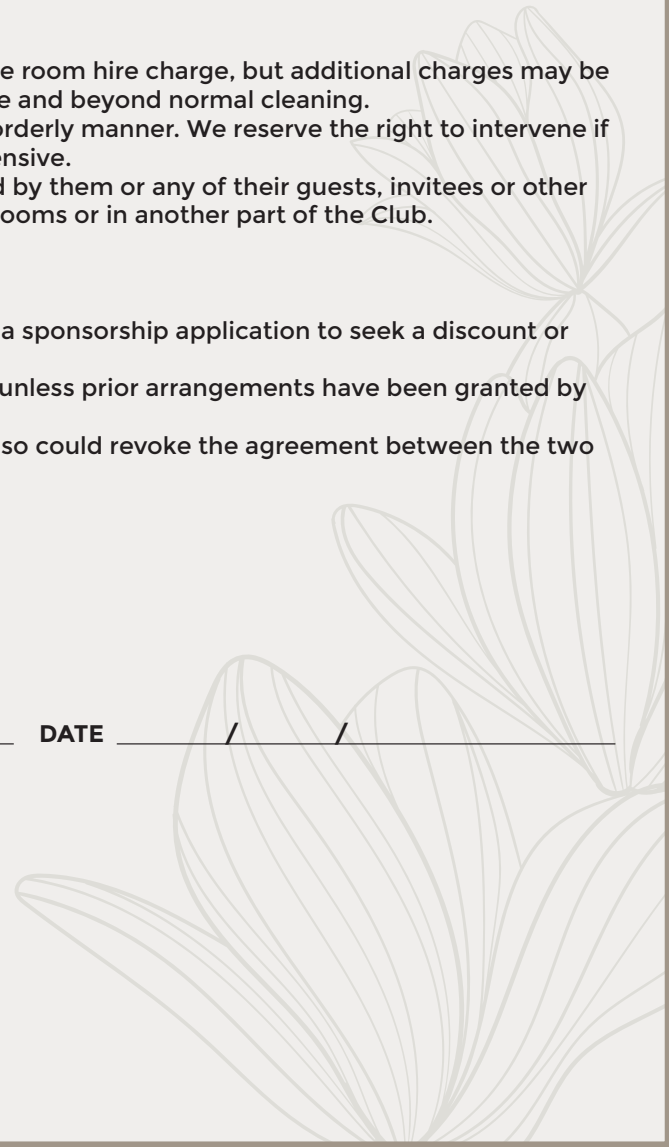 e room hire charge, but additional charges may be
e and beyond normal cleaning.
orderly manner. We reserve the right to intervene if
ensive.
d by them or any of their guests, invitees or other
ooms or in another part of the Club.
a sponsorship application to seek a discount or
unless prior arrangements have been granted by
so could revoke the agreement between the two
DATE / /